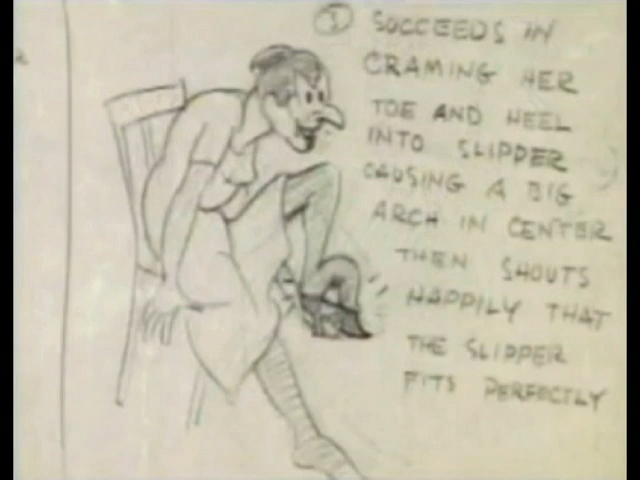 ③ SUCCEEDS IN
CRAMING HER
TOE AND HEEL
INTO SLIPPER
CAUSING A BIG
ARCH IN CENTER
THEN SHOUTS
HAPPILY THAT
THE SLIPPER
FITS PERFECTLY